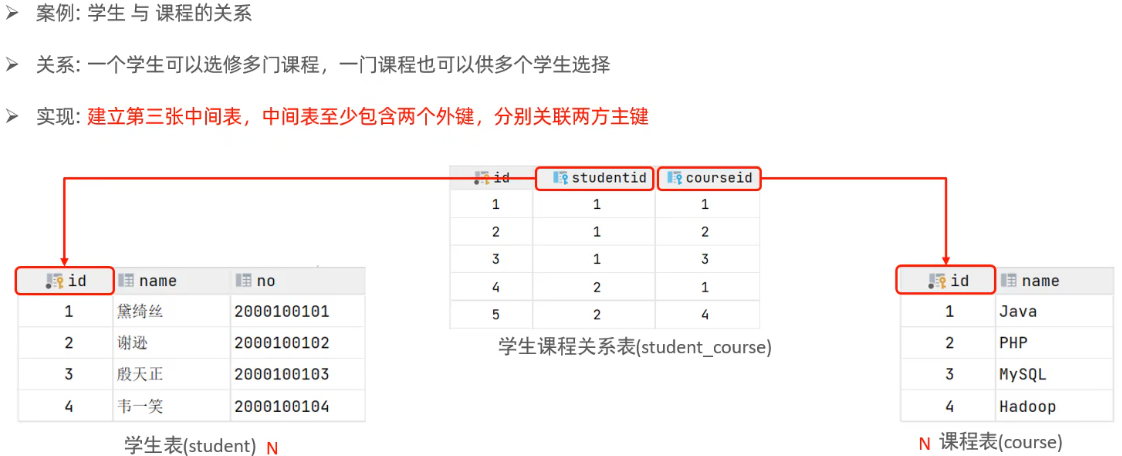 ➢ 案例: 学生 与 课程的关系
➢ 关系: 一个学生可以选修多门课程，一门课程也可以供多个学生选择
➢ 实现: 建立第三张中间表，中间表至少包含两个外键，分别关联两方主键
id studentid courseid
1 1 1
2 1 2
3 1 3
4 2 1
5 2 4
学生课程关系表(student_course)
id name no
1 黛绮丝 2000100101
2 谢逊 2000100102
3 殷天正 2000100103
4 韦一笑 2000100104
学生表(student) N
id name
1 Java
2 PHP
3 MySQL
4 Hadoop
N 课程表(course)